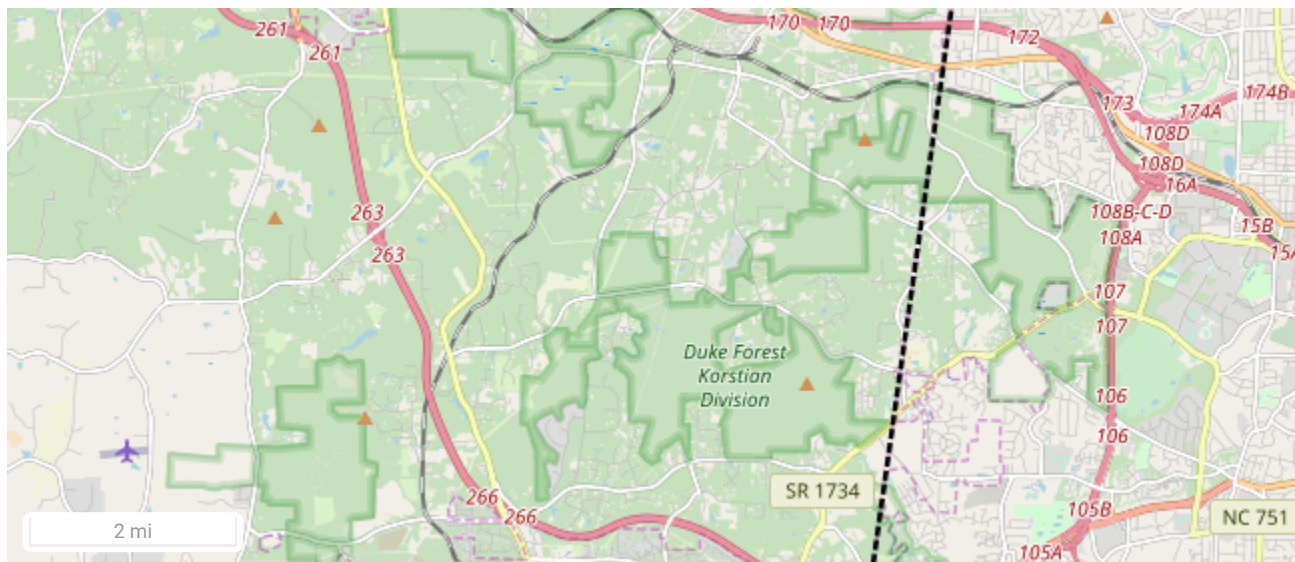 261
170
170
172
261
174B
173
174A
108D
108D
16A
263
108B-C-D
15B
108A
263
15A
107
107
Duke Forest
Korstian
Division
106
106
SR 1734
266
266
105B
NC 751
2 mi
105A